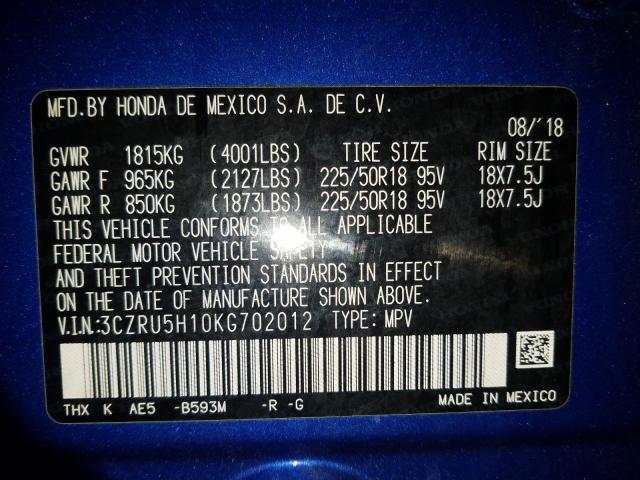 MFD.BY HONDA DE MEXICO S.A. DE C.V.
08/'18
GVWR 1815KG (4001LBS) TIRE SIZE RIM SIZE
GAWR F 965KG (2127LBS) 225/50R18 95V 18X7.5J
GAWR R 850KG (1873LBS) 225/50R18 95V 18X7.5J
THIS VEHICLE CONFORMS TO ALL APPLICABLE
FEDERAL MOTOR VEHICLE SAFETY
AND THEFT PREVENTION STANDARDS IN EFFECT
ON THE DATE OF MANUFACTURE SHOWN ABOVE.
V.I.N.:3CZRU5H10KG702012 TYPE: MPV
THX K AE5 -B593M -R -G MADE IN MEXICO